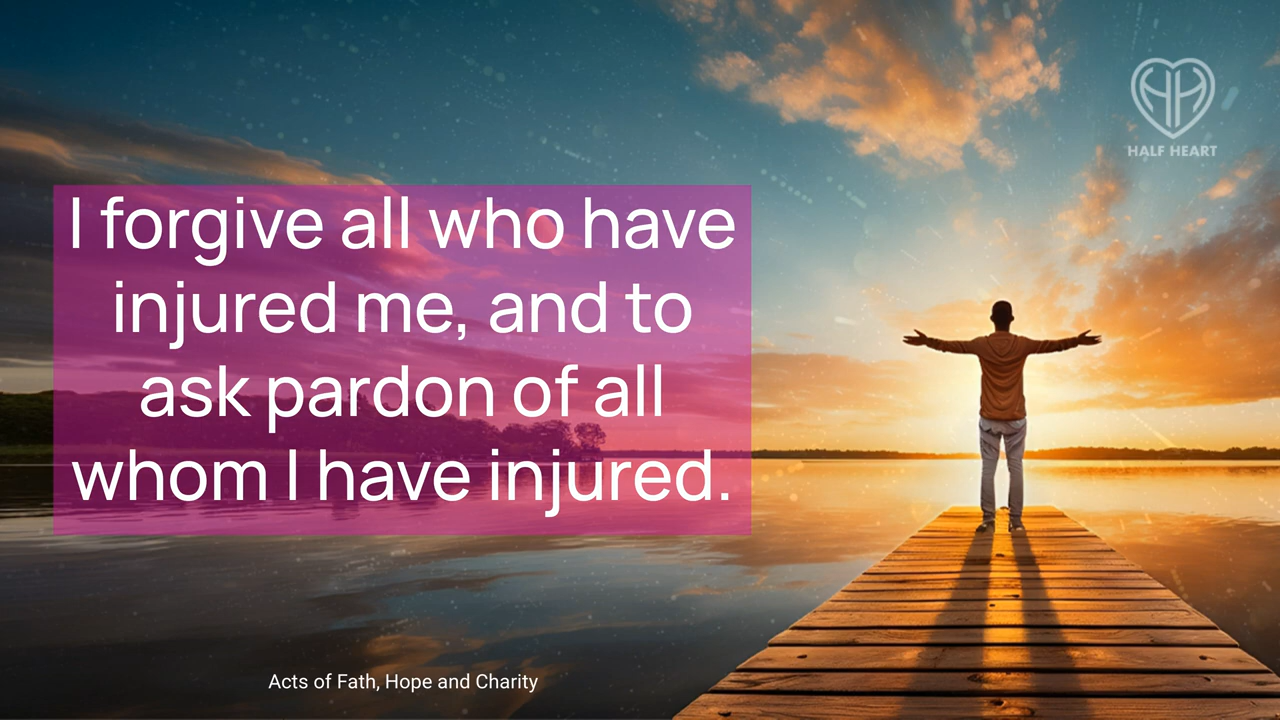 HALF HEART
I forgive all who have
injured me, and to
ask pardon of all
whom I have injured.
Acts of Fath, Hope and Charity